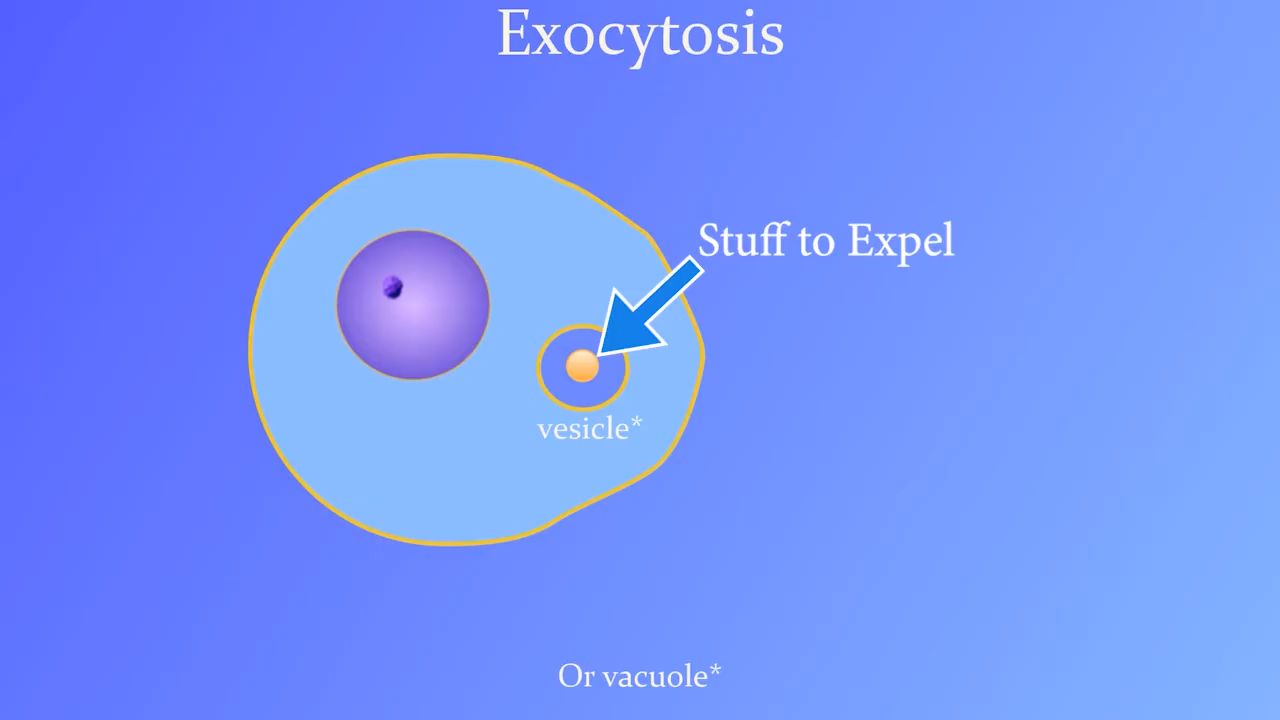 Exocytosis
Stuff to Expel
vesicle*
Or vacuole*